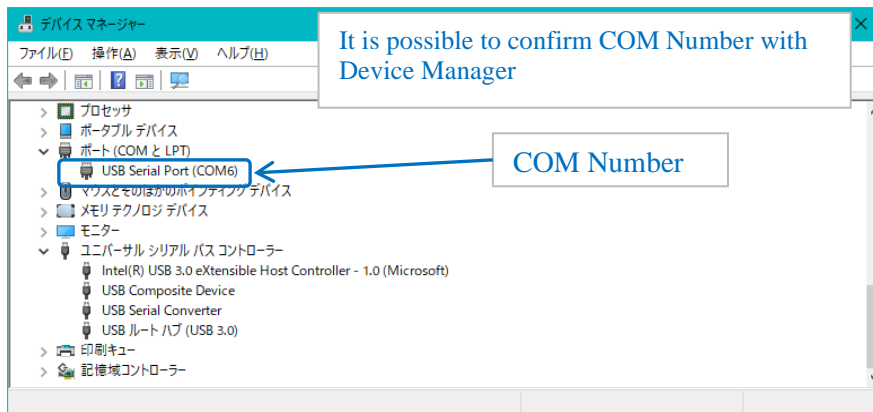 デバイス マネージャー
It is possible to confirm COM Number with
Device Manager
ファイル(F) 操作(A) 表示(V) ヘルプ(H)
プロセッサ
ポータブル デバイス
ポート (COM と LPT)
USB Serial Port (COM6)
COM Number
マウスとそのほかのポインティング デバイス
メモリ テクノロジ デバイス
モニター
ユニバーサル シリアル バス コントローラー
Intel(R) USB 3.0 eXtensible Host Controller - 1.0 (Microsoft)
USB Composite Device
USB Serial Converter
USB ルート ハブ (USB 3.0)
印刷キュー
記憶域コントローラー